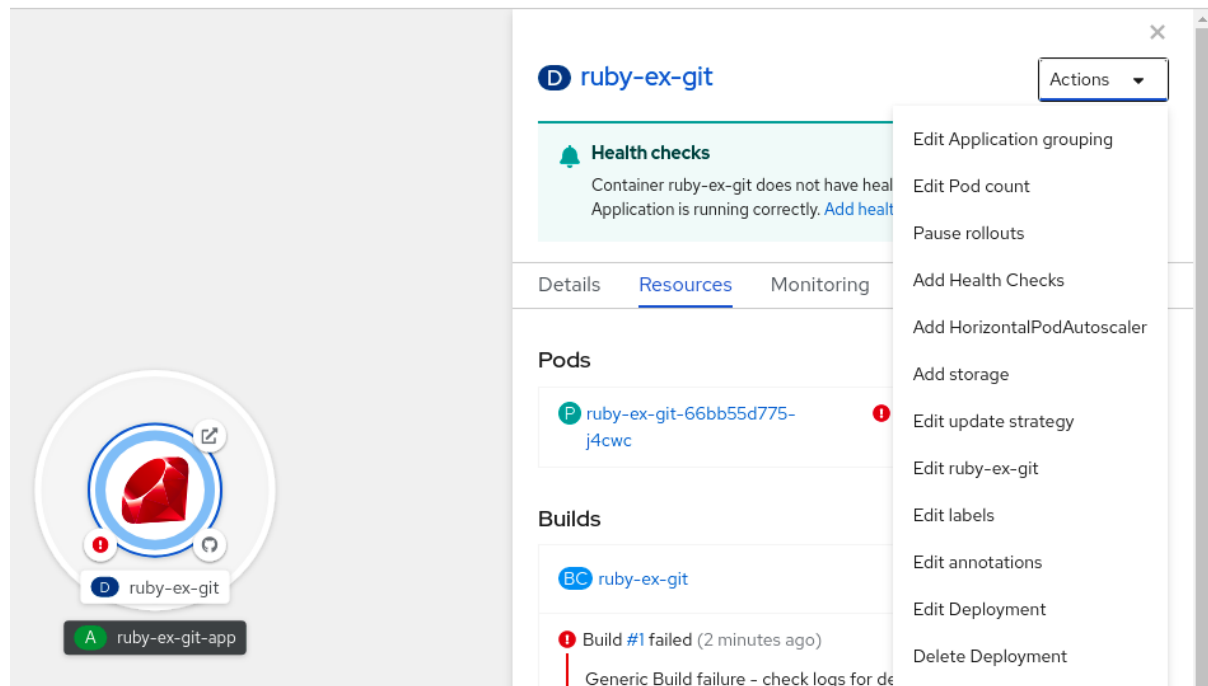 D ruby-ex-git
Actions
Health checks
Container ruby-ex-git does not have heal
Application is running correctly. Add healt
Details Resources Monitoring
Pods
P ruby-ex-git-66bb55d775-
j4cwc
Builds
BC ruby-ex-git
Build #1 failed (2 minutes ago)
Generic Build failure - check logs for de
Edit Application grouping
Edit Pod count
Pause rollouts
Add Health Checks
Add HorizontalPodAutoscaler
Add storage
Edit update strategy
Edit ruby-ex-git
Edit labels
Edit annotations
Edit Deployment
Delete Deployment
D ruby-ex-git
A ruby-ex-git-app